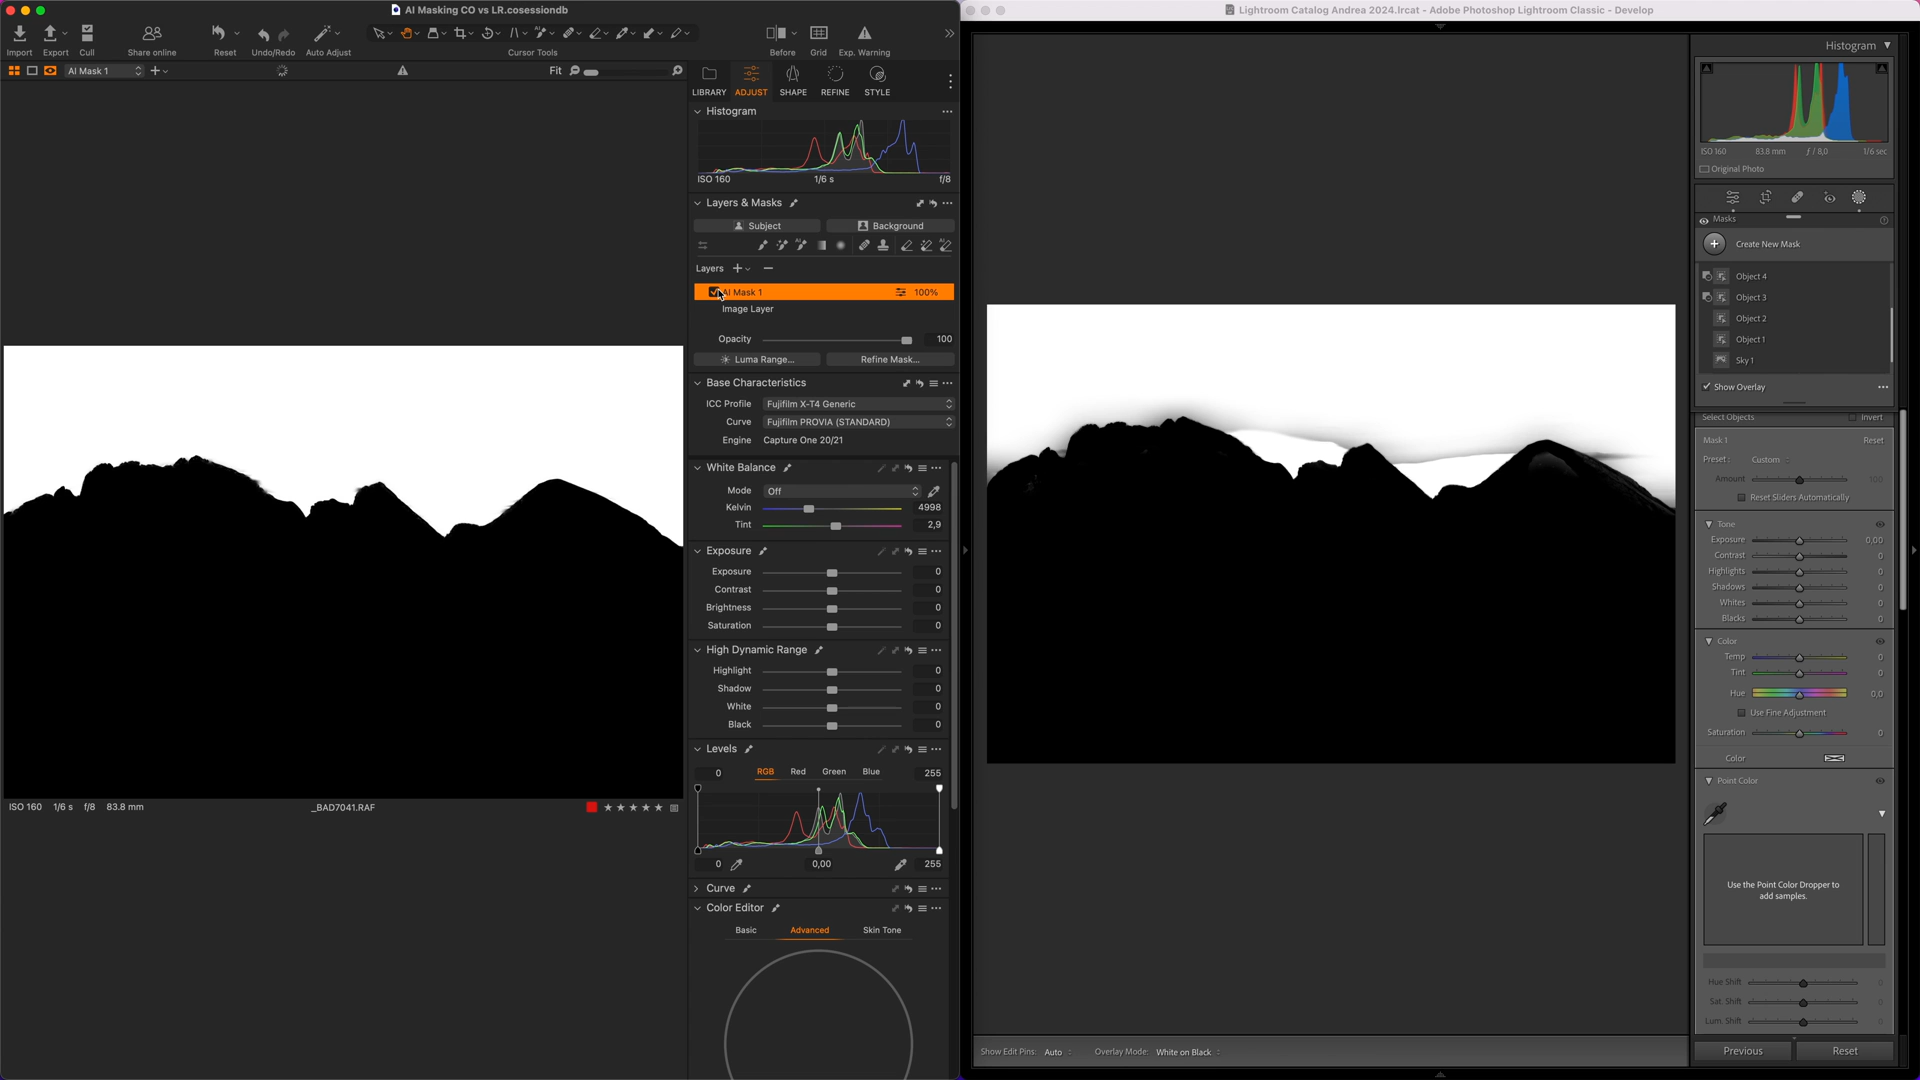 AI Masking CO vs LR.cosessiondb
Import
Export
Cull
Share online
Reset
Undo/Redo
Auto Adjust
Cursor Tools
Before
Grid
Exp. Warning
AI Mask 1
Fit
LIBRARY
ADJUST
SHAPE
REFINE
STYLE
Histogram
ISO 160
1/6 s
f/8
Layers & Masks
Subject
Background
Layers
AI Mask 1
100%
Image Layer
Opacity
100
Luma Range...
Refine Mask...
Base Characteristics
ICC Profile
Fujifilm X-T4 Generic
Curve
Fujifilm PROVIA (STANDARD)
Engine
Capture One 20/21
White Balance
Mode
Off
Kelvin
4998
Tint
2,9
Exposure
Exposure
0
Contrast
0
Brightness
0
Saturation
0
High Dynamic Range
Highlight
0
Shadow
0
White
0
Black
0
Levels
0
RGB
Red
Green
Blue
255
0
0,00
255
Curve
Color Editor
Basic
Advanced
Skin Tone
ISO 160
1/6 s
f/8
83.8 mm
_BAD7041.RAF
Lightroom Catalog Andrea 2024.lrcat - Adobe Photoshop Lightroom Classic - Develop
Histogram
ISO 160
83.8 mm
ƒ / 8,0
1/6 sec
Original Photo
Masks
Create New Mask
Object 4
Object 3
Object 2
Object 1
Sky 1
Show Overlay
Select Objects
Invert
Mask 1
Reset
Preset :
Custom
Amount
100
Reset Sliders Automatically
Tone
Exposure
0,00
Contrast
0
Highlights
0
Shadows
0
Whites
0
Blacks
0
Color
Temp
0
Tint
0
Hue
0,0
Use Fine Adjustment
Saturation
0
Color
Point Color
Use the Point Color Dropper to
add samples.
Hue Shift
0
Sat. Shift
0
Lum. Shift
0
Show Edit Pins:
Auto
Overlay Mode:
White on Black
Previous
Reset